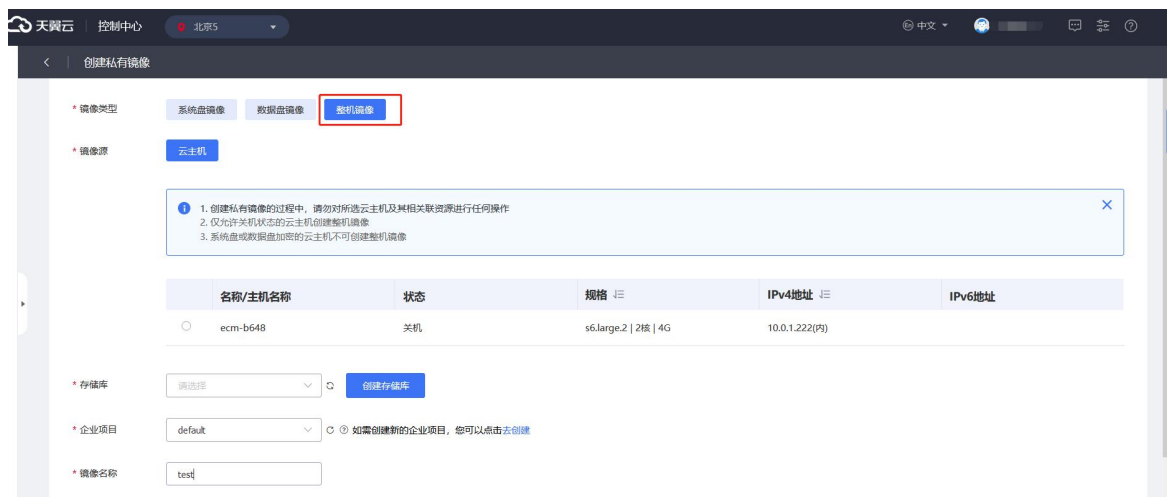 天翼云 控制中心 北京5 中文
创建私有镜像
* 镜像类型 系统盘镜像 数据盘镜像 整机镜像
* 镜像源 云主机
1. 创建私有镜像的过程中，请勿对所选云主机及其相关联资源进行任何操作
2. 仅允许关机状态的云主机创建整机镜像
3. 系统盘或数据盘加密的云主机不可创建整机镜像
名称/主机名称 状态 规格 IPv4地址 IPv6地址
ecm-b648 关机 s6.large.2 | 2核 | 4G 10.0.1.222(内)
* 存储库 请选择 创建存储库
* 企业项目 default 如需创建新的企业项目，您可以点击去创建
* 镜像名称 test